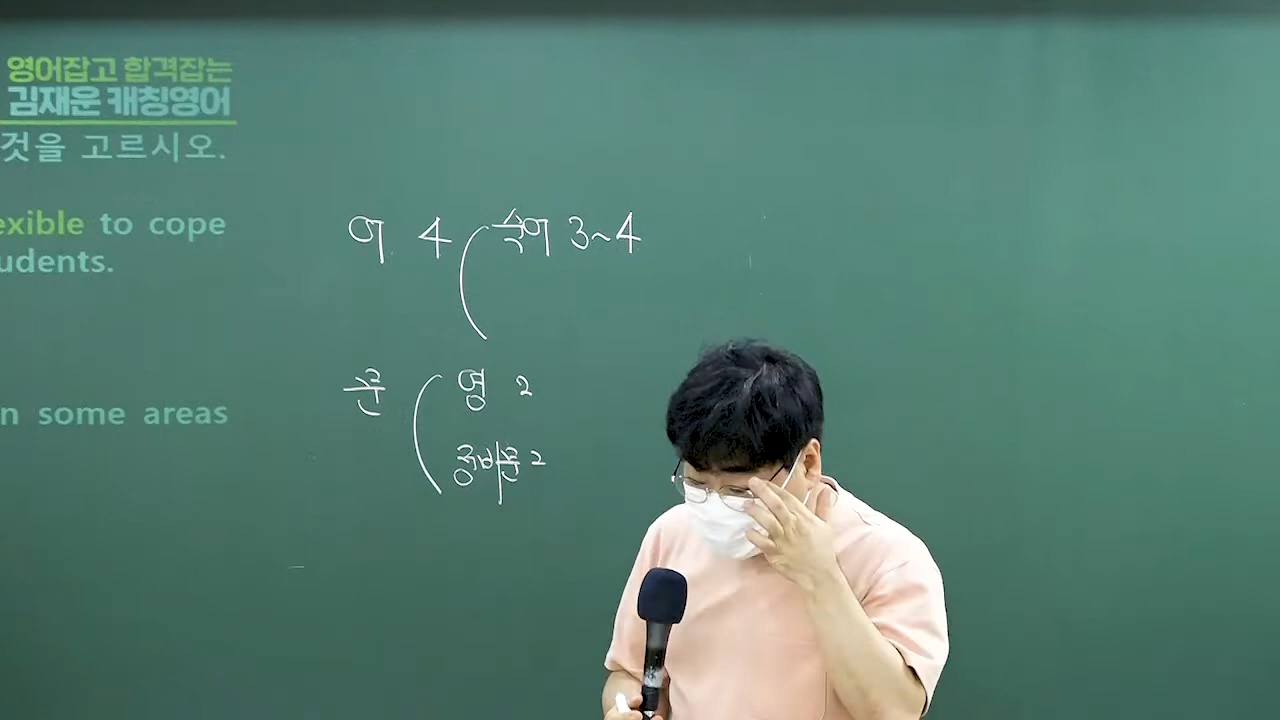 영어잡고 합격잡는
김재운 캐칭영어
것을 고르시오.
exible to cope
udents.
어 4 숙어 3~4
n some areas
문 영 2
중비문 2